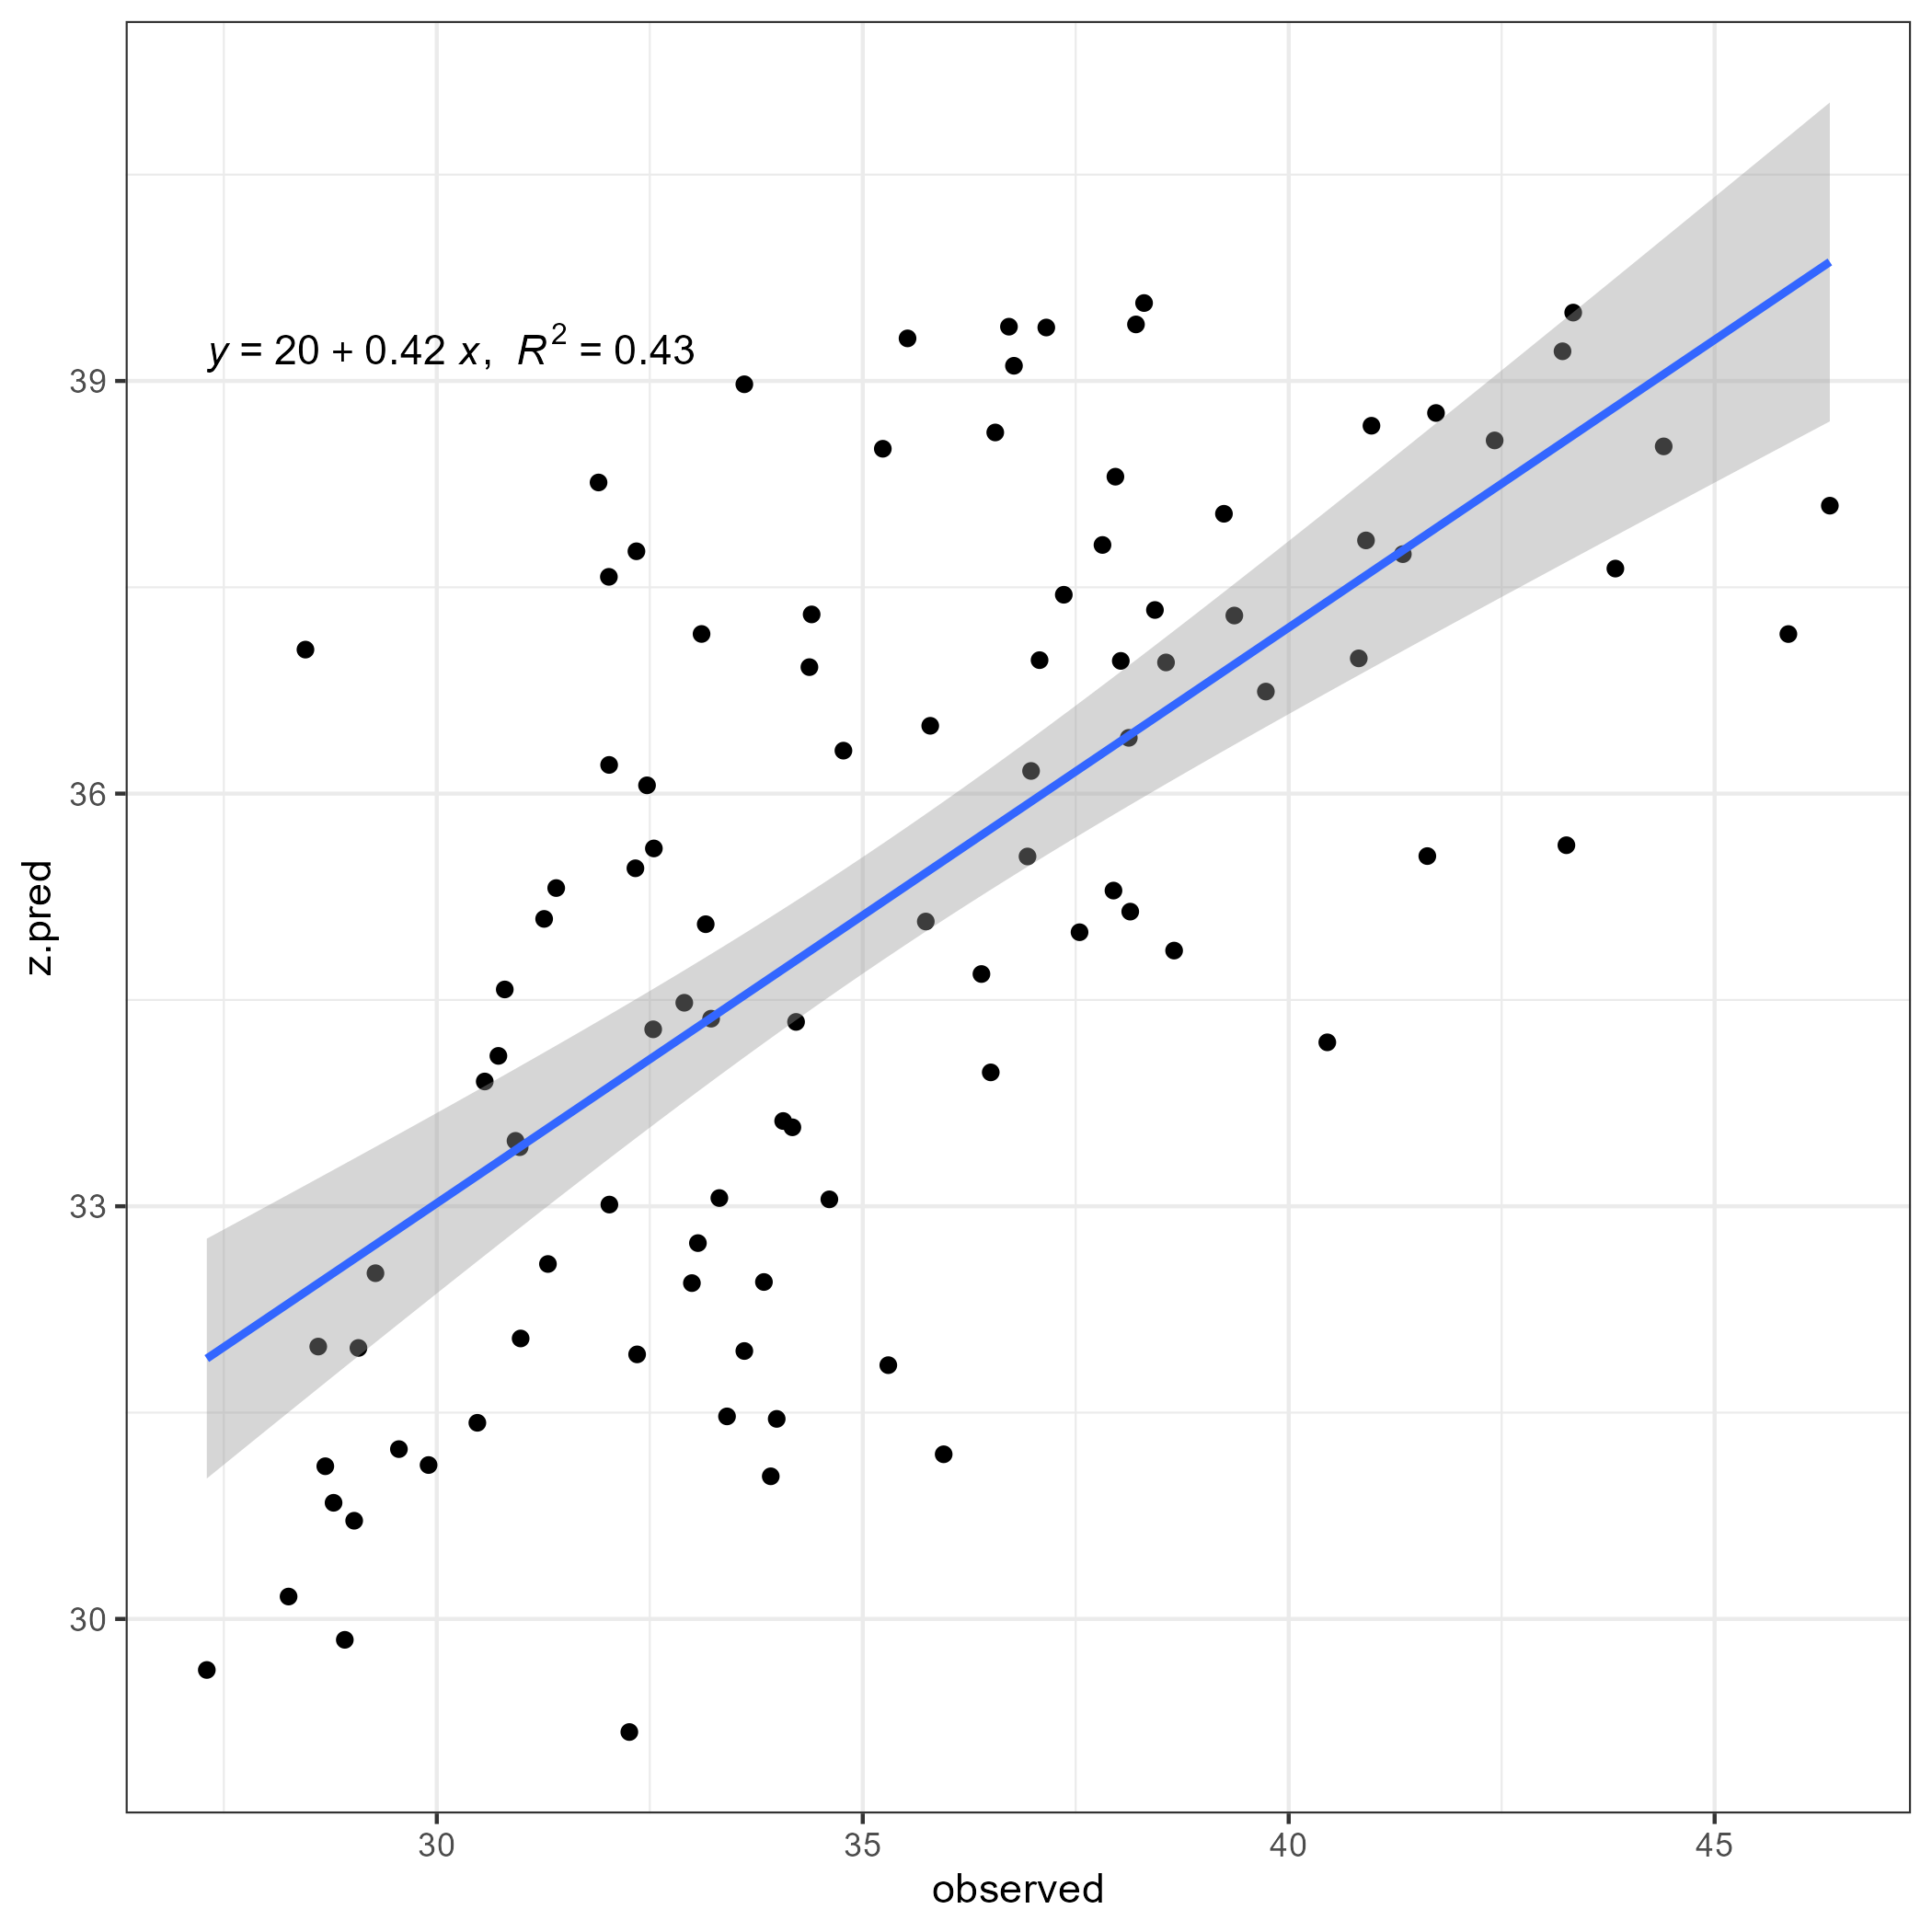 y = 20 + 0.42 x, R² = 0.43
39
36
33
30
z.pred
30 35 40 45
observed